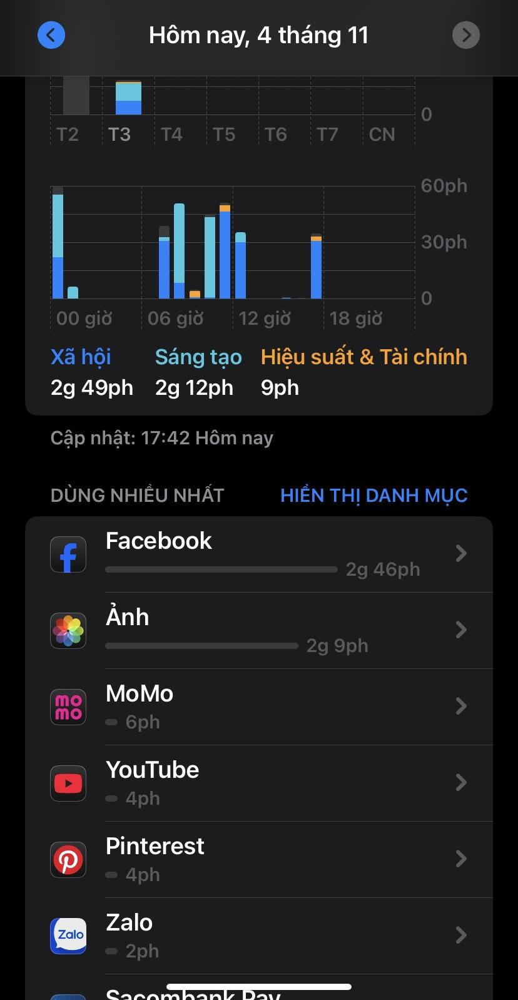 Hôm nay, 4 tháng 11
0
T2 T3 T4 T5 T6 T7 CN
60ph
30ph
0
00 giờ 06 giờ 12 giờ 18 giờ
Xã hội Sáng tạo Hiệu suất & Tài chính
2g 49ph 2g 12ph 9ph
Cập nhật: 17:42 Hôm nay
DÙNG NHIỀU NHẤT HIỂN THỊ DANH MỤC
Facebook
2g 46ph
Ảnh
2g 9ph
mo
mo
MoMo
6ph
YouTube
4ph
Pinterest
4ph
Zalo
Zalo
2ph
Sacombank Pay